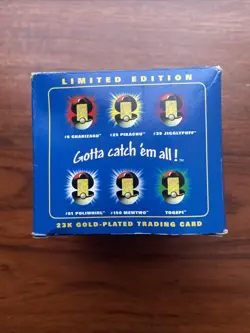 LIMITED EDITION
#6 CHARIZARD™ #25 PIKACHU™ #39 JIGGLYPUFF™
Gotta catch 'em all!™
#61 POLIWHIRL™ #150 MEWTWO™ TOGEPI™
23K GOLD-PLATED TRADING CARD